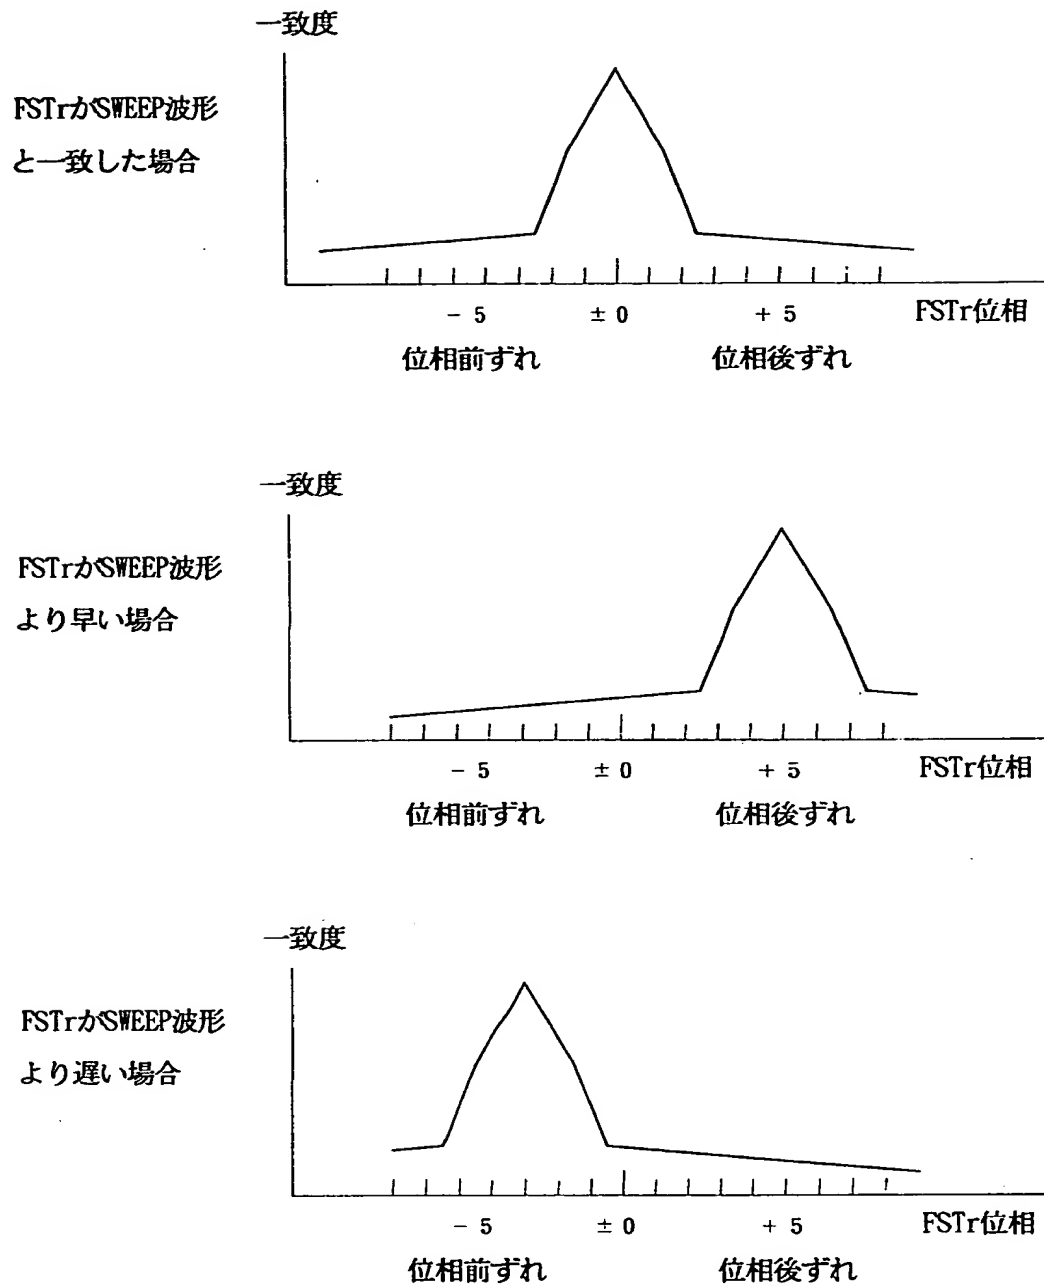 一致度
FSTrがSWEEP波形
と一致した場合
- 5 ± 0 + 5 FSTr位相
位相前ずれ 位相後ずれ
一致度
FSTrがSWEEP波形
より早い場合
- 5 ± 0 + 5 FSTr位相
位相前ずれ 位相後ずれ
一致度
FSTrがSWEEP波形
より遅い場合
- 5 ± 0 + 5 FSTr位相
位相前ずれ 位相後ずれ